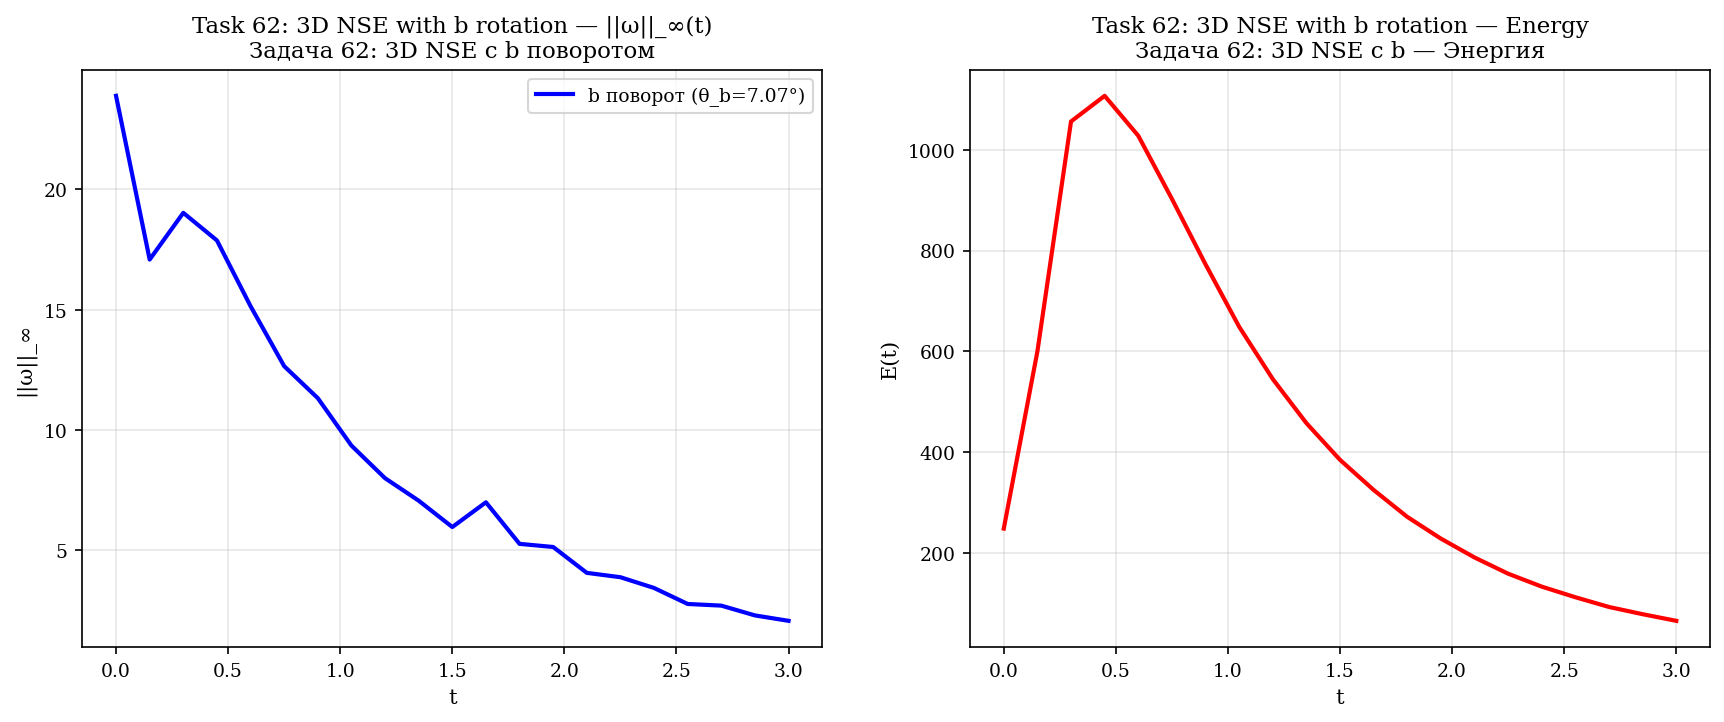 Task 62: 3D NSE with b rotation — ||ω||_∞(t)
Задача 62: 3D NSE с b поворотом
b поворот (θ_b=7.07°)
||ω||_∞
20
15
10
5
0.0 0.5 1.0 1.5 2.0 2.5 3.0
t
Task 62: 3D NSE with b rotation — Energy
Задача 62: 3D NSE с b — Энергия
E(t)
1000
800
600
400
200
0.0 0.5 1.0 1.5 2.0 2.5 3.0
t